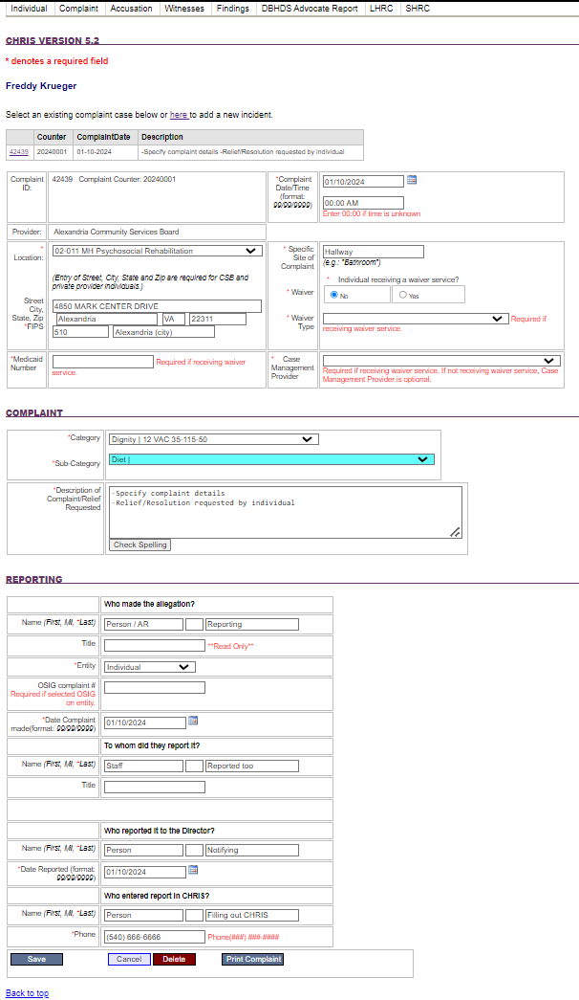 Individual Complaint Accusation Witnesses Findings DBHDS Advocate Report LHRC SHRC
CHRIS VERSION 5.2
* denotes a required field
Freddy Krueger
Select an existing complaint case below or here to add a new incident.
Counter ComplaintDate Description
42439 20240001 01-10-2024 -Specify complaint details -Relief/Resolution requested by individual
Complaint ID: 42439 Complaint Counter: 20240001
*Complaint Date/Time (format: 99/99/9999) 01/10/2024
00:00 AM
Enter 00:00 if time is unknown
Provider: Alexandria Community Services Board
* Location: 02-011 MH Psychosocial Rehabilitation
(Entry of Street, City, State and Zip are required for CSB and
private provider individuals.)
Street
City,
State, Zip
*FIPS
4850 MARK CENTER DRIVE
Alexandria VA 22311
510 Alexandria (city)
* Specific
Site of
Complaint
Hallway
(e.g.: "Bathroom")
* Waiver
* Individual receiving a waiver service?
No Yes
* Waiver
Type
Required if
receiving waiver service.
*Medicaid
Number
Required if receiving waiver
service.
* Case
Management
Provider
Required if receiving waiver service. If not receiving waiver service, Case
Management Provider is optional.
COMPLAINT
*Category Dignity | 12 VAC 35-115-50
*Sub-Category Diet |
*Description of
Complaint/Relief
Requested
-Specify complaint details
-Relief/Resolution requested by individual
Check Spelling
REPORTING
Who made the allegation?
Name (First, MI, *Last) Person / AR Reporting
Title **Read Only**
*Entity Individual
OSIG complaint #
Required if selected OSIG
on entity.
*Date Complaint
made(format: 99/99/9999) 01/10/2024
To whom did they report it?
Name (First, MI, *Last) Staff Reported too
Title
Who reported it to the Director?
Name (First, MI, *Last) Person Notifying
*Date Reported (format:
99/99/9999) 01/10/2024
Who entered report in CHRIS?
Name (First, MI, *Last) Person Filling out CHRIS
*Phone (540) 666-6666 Phone(###) ###-####
Save Cancel Delete Print Complaint
Back to top